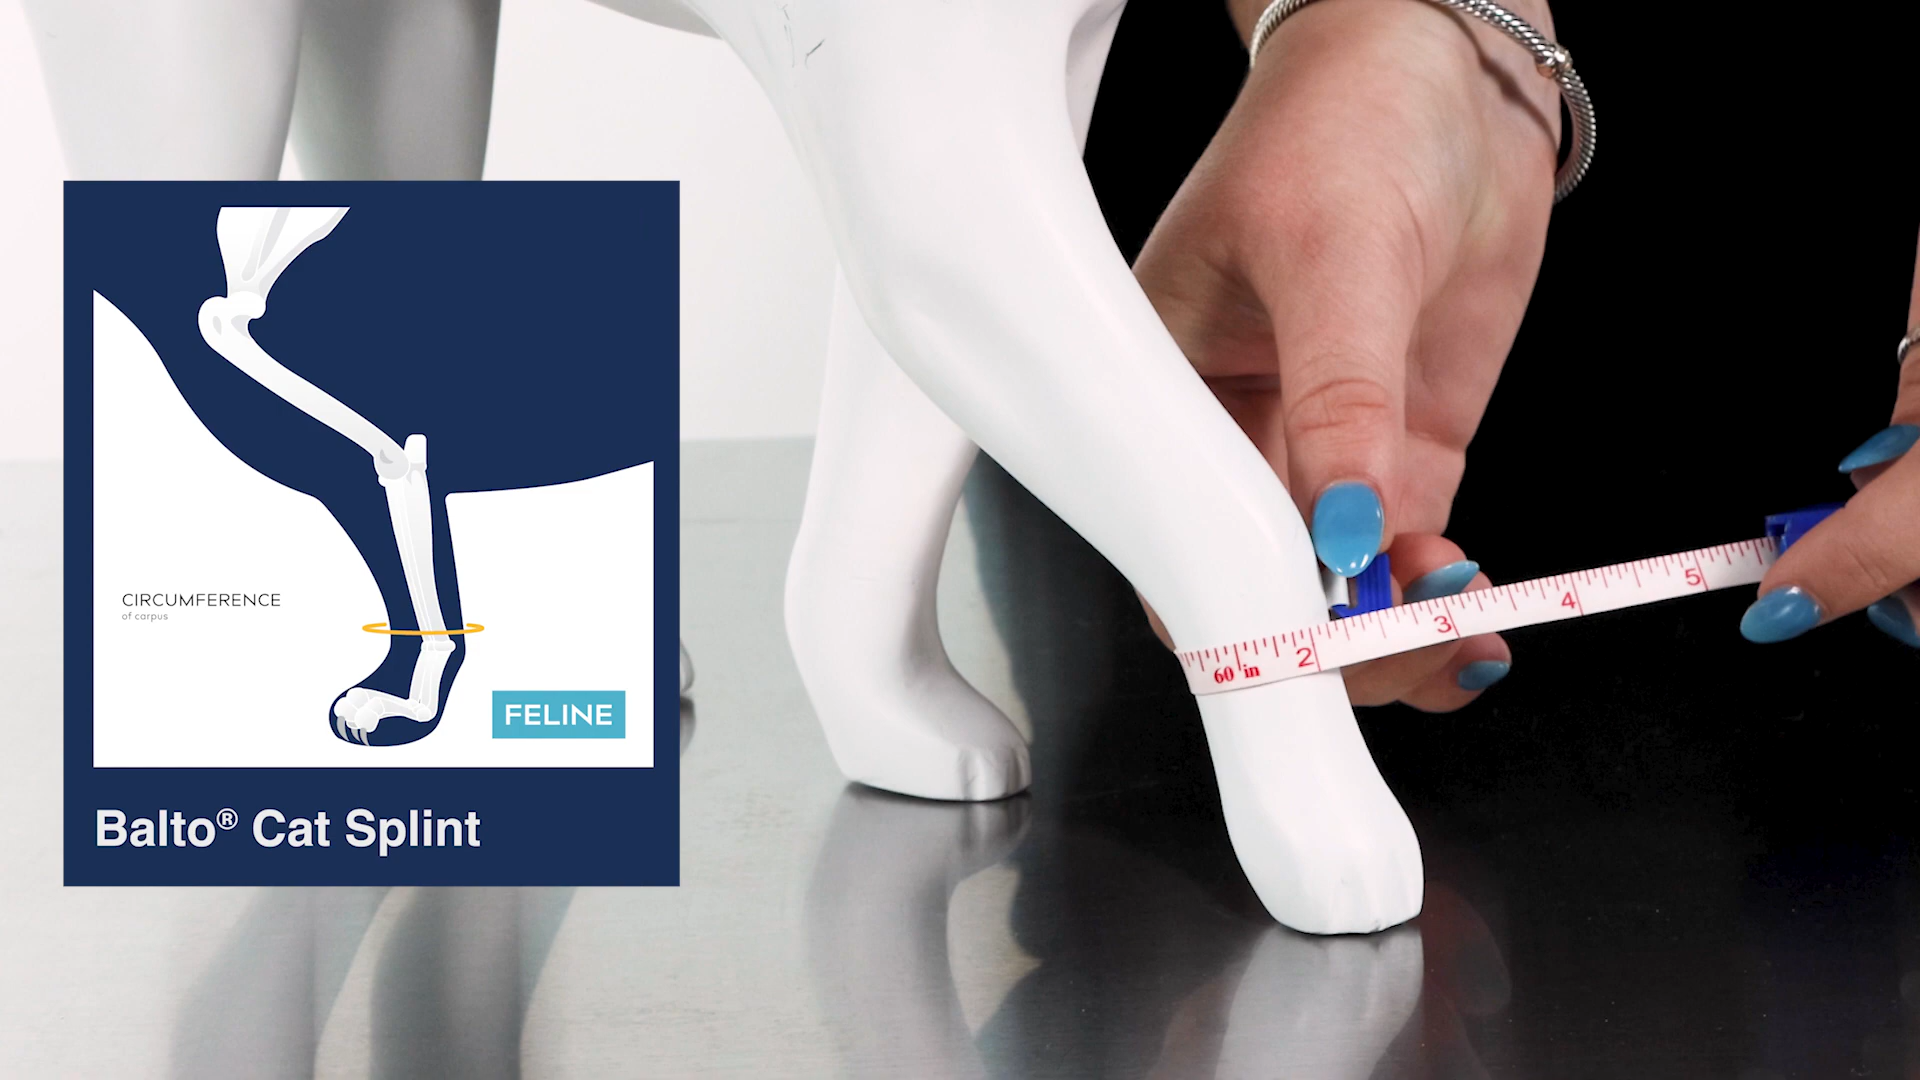 CIRCUMFERENCE
of carpus
FELINE
Balto® Cat Splint
60 in 2 3 4 5